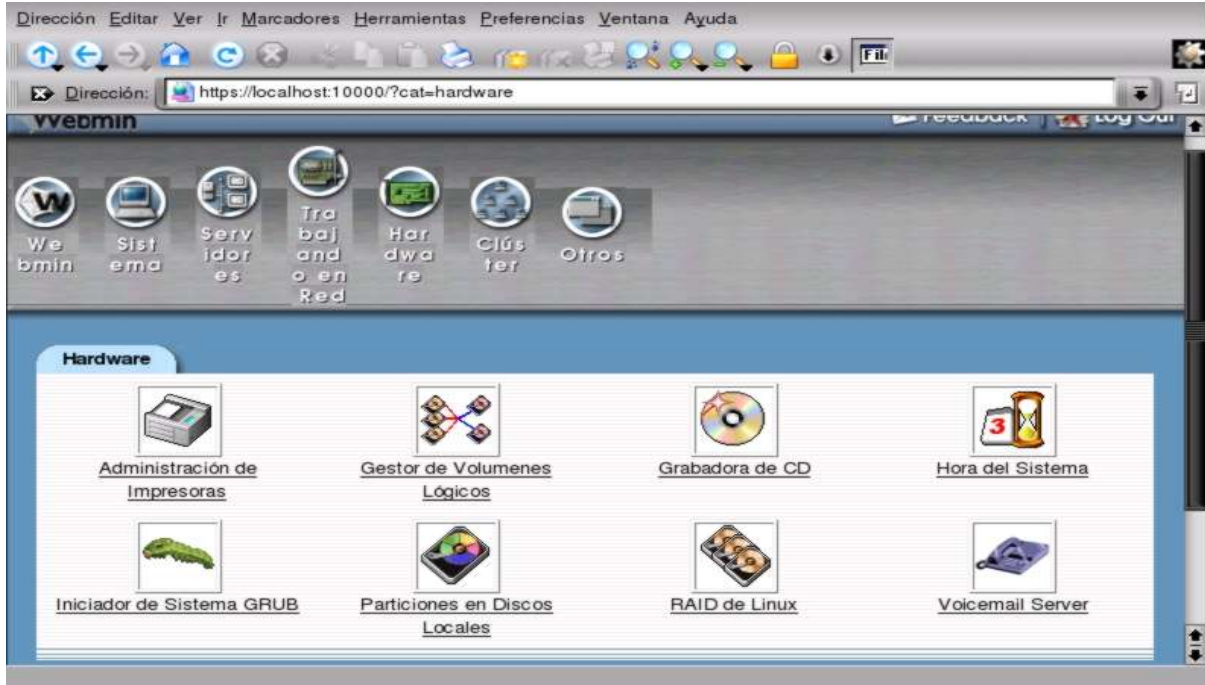 Dirección Editar Ver Ir Marcadores Herramientas Preferencias Ventana Ayuda
Fil
Dirección: https://localhost:10000/?cat=hardware
Webmin Feedback Log Out
We
bmin
Sist
ema
Serv
idor
es
Tra
baj
and
o en
Red
Har
dwa
re
Clús
ter
Otros
Hardware
Administración de
Impresoras
Gestor de Volumenes
Lógicos
Grabadora de CD
3
Hora del Sistema
Iniciador de Sistema GRUB
Particiones en Discos
Locales
RAID de Linux
Voicemail Server